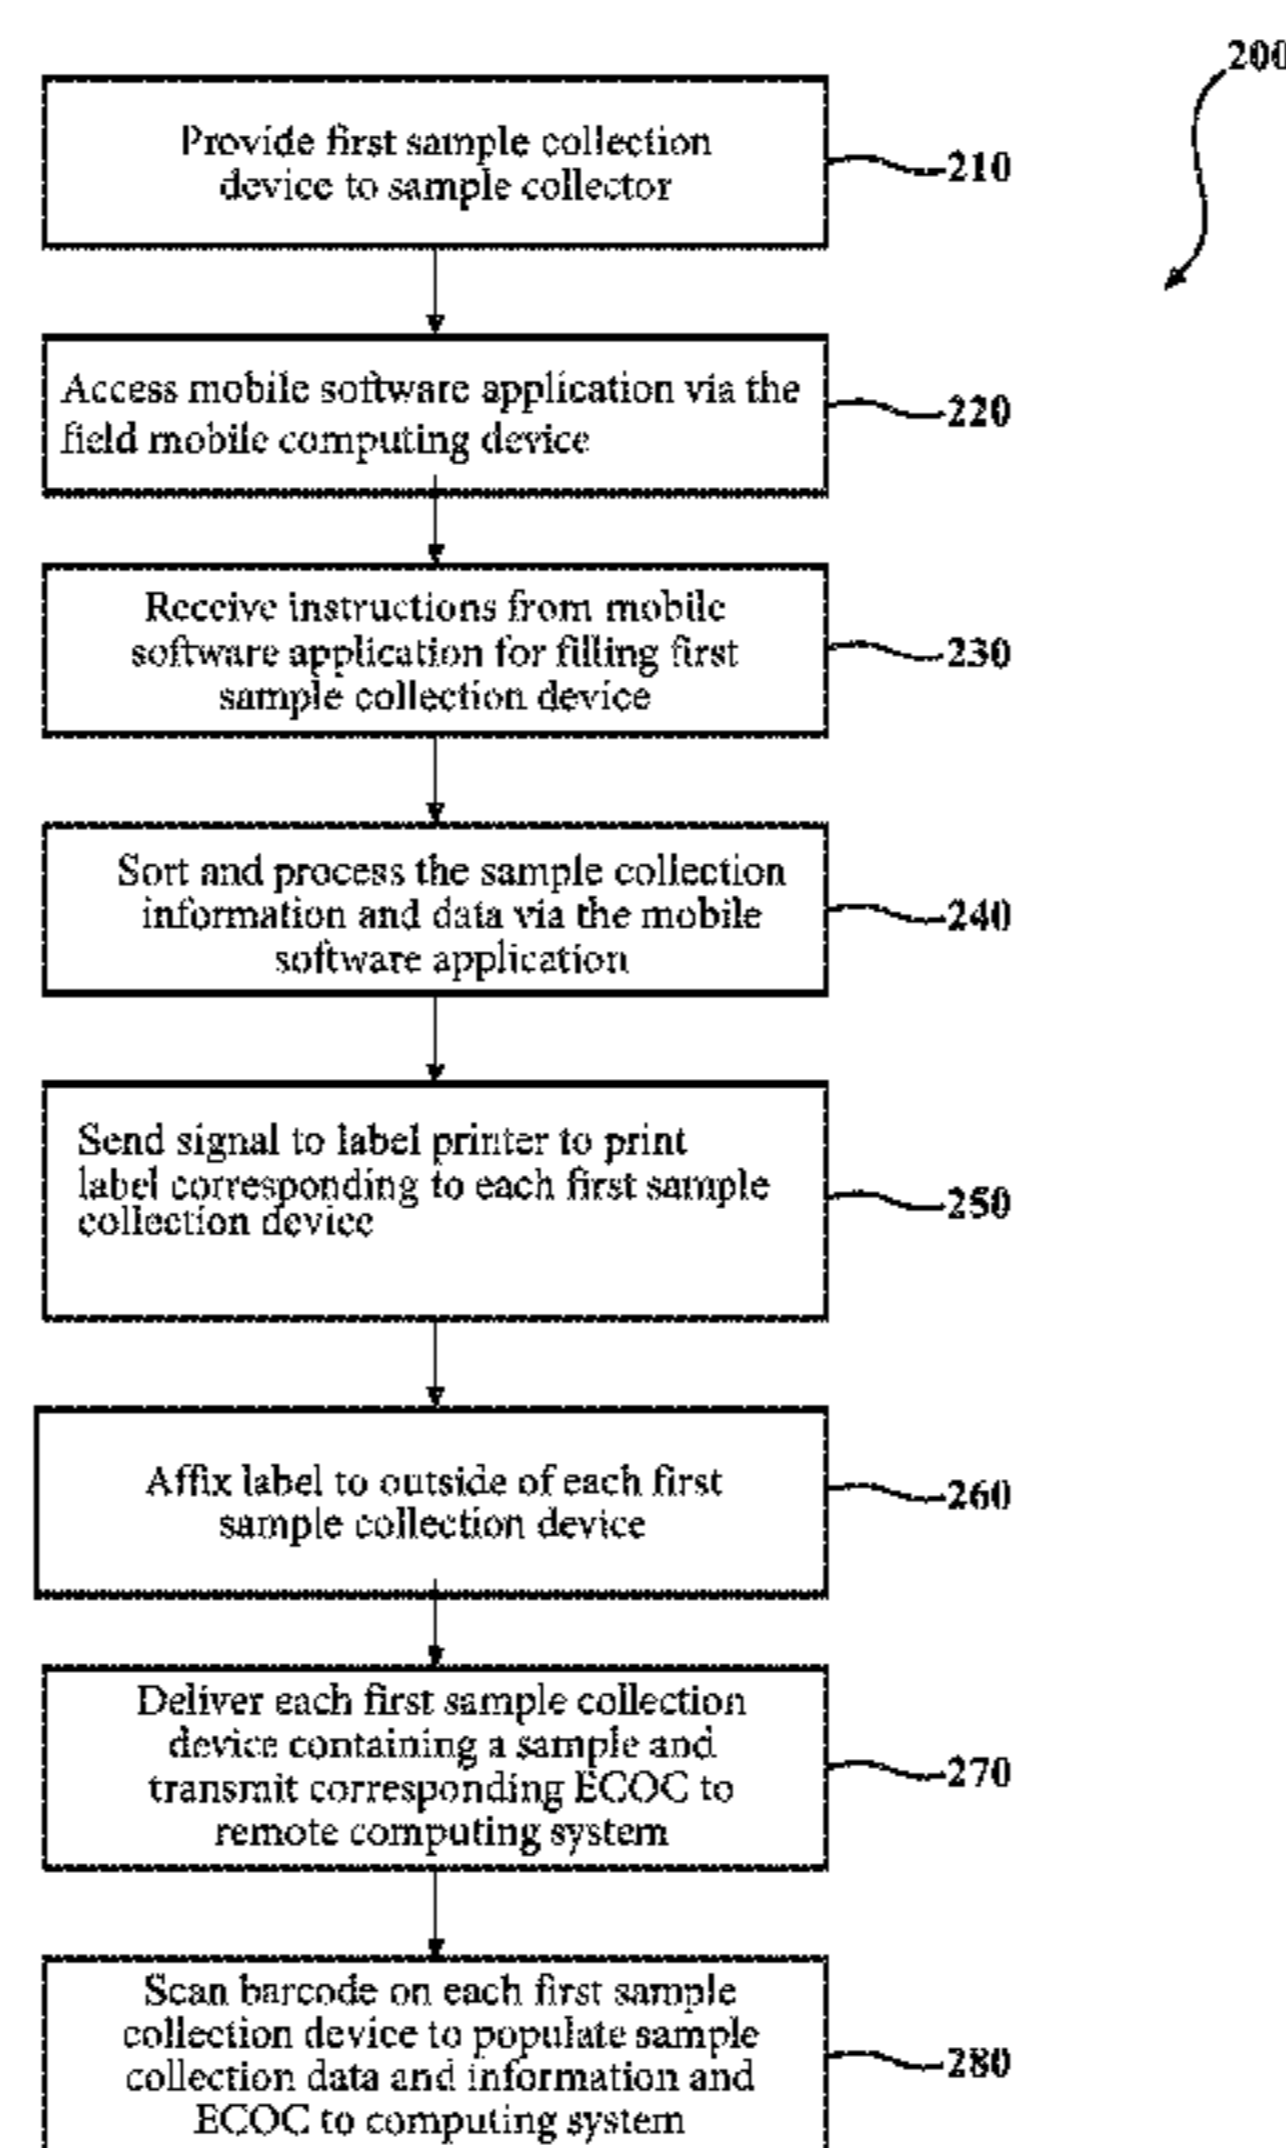 200
Provide first sample collection
device to sample collector
210
Access mobile software application via the
field mobile computing device
220
Receive instructions from mobile
software application for filling first
sample collection device
230
Sort and process the sample collection
information and data via the mobile
software application
240
Send signal to label printer to print
label corresponding to each first sample
collection device
250
Affix label to outside of each first
sample collection device
260
Deliver each first sample collection
device containing a sample and
transmit corresponding ECOC to
remote computing system
270
Scan barcode on each first sample
collection device to populate sample
collection data and information and
ECOC to computing system
280